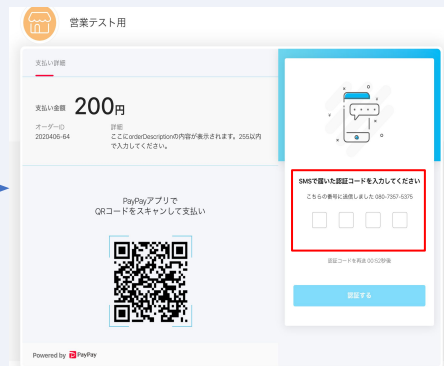 営業テスト用
支払い詳細
支払い金額 200円
オーダーID
2020406-64
詳細
ここにorderDescriptionの内容が表示されます。255以内
で入力してください。
PayPayアプリで
QRコードをスキャンして支払い
Powered by PayPay
SMSで届いた認証コードを入力してください
こちらの番号に送信しました:080-7357-5375
認証コードを再送 00:52秒後
認証する